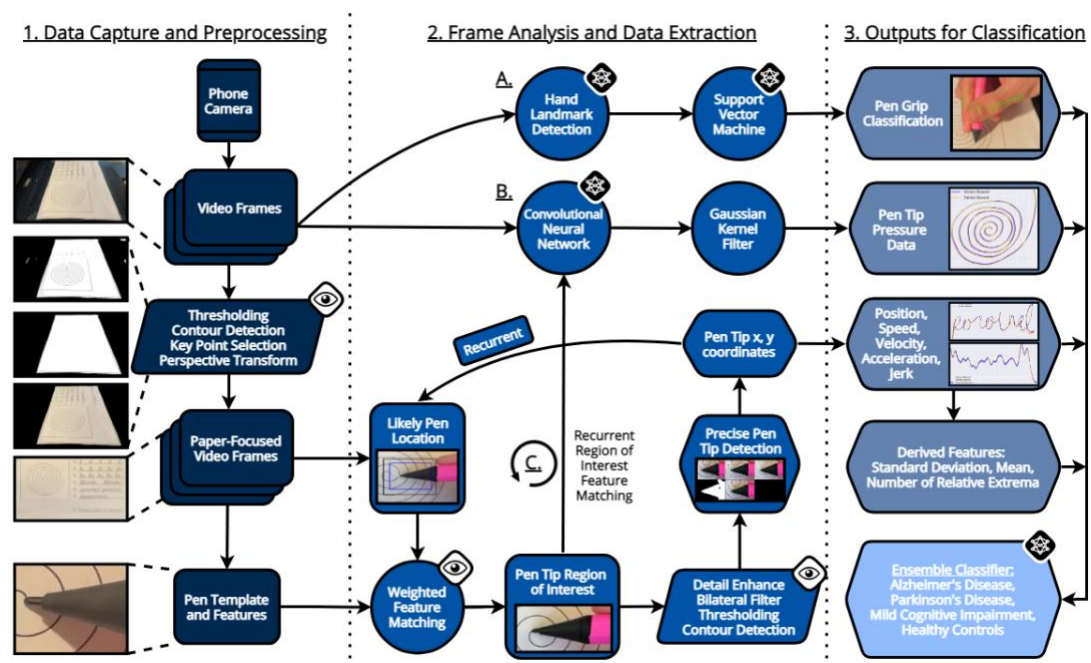 1. Data Capture and Preprocessing
2. Frame Analysis and Data Extraction
3. Outputs for Classification
Phone
Camera
Video Frames
Thresholding
Contour Detection
Key Point Selection
Perspective Transform
Paper-Focused
Video Frames
Pen Template
and Features
A.
Hand
Landmark
Detection
Support
Vector
Machine
B.
Convolutional
Neural
Network
Gaussian
Kernel
Filter
Recurrent
Pen Tip x, y
coordinates
Likely Pen
Location
C.
Recurrent
Region of
Interest
Feature
Matching
Precise Pen
Tip Detection
Weighted
Feature
Matching
Pen Tip Region
of Interest
Detail Enhance
Bilateral Filter
Thresholding
Contour Detection
Pen Grip
Classification
Pen Tip
Pressure
Data
Position,
Speed,
Velocity,
Acceleration,
Jerk
Derived Features:
Standard Deviation, Mean,
Number of Relative Extrema
Ensemble Classifier:
Alzheimer's Disease,
Parkinson's Disease,
Mild Cognitive Impairment,
Healthy Controls